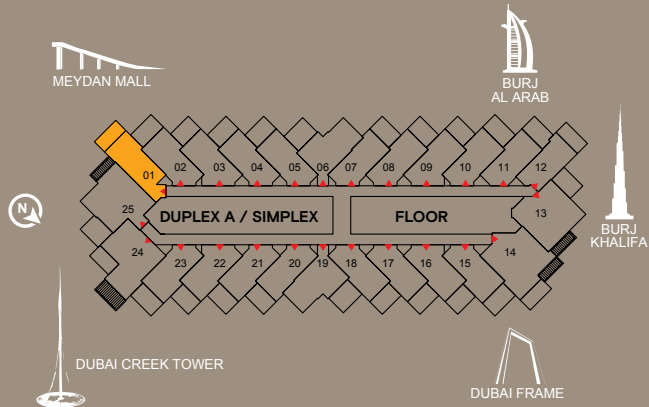 MEYDAN MALL
BURJ
AL ARAB
01 02 03 04 05 06 07 08 09 10 11 12
N
25
DUPLEX A / SIMPLEX
FLOOR
13
BURJ
KHALIFA
24 23 22 21 20 19 18 17 16 15 14
DUBAI CREEK TOWER
DUBAI FRAME